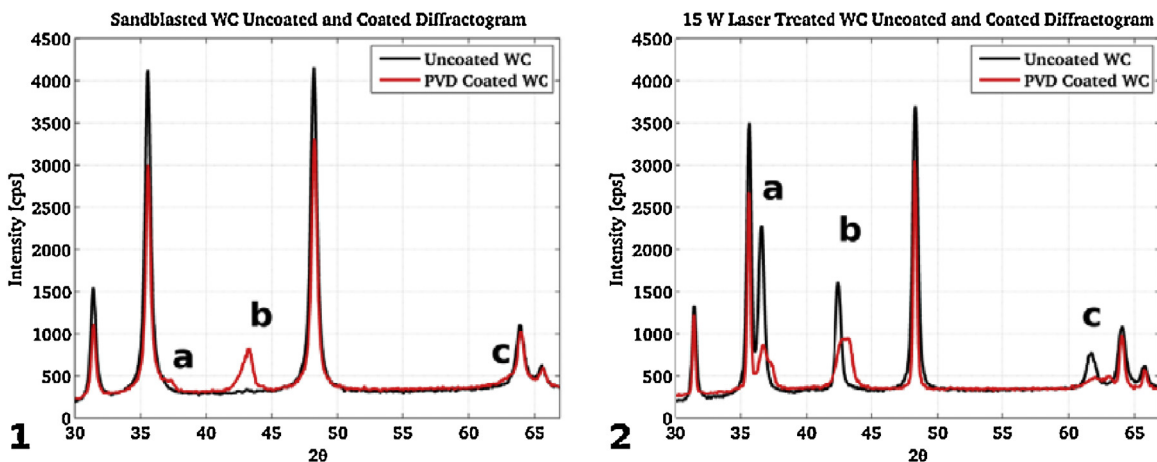 Sandblasted WC Uncoated and Coated Diffractogram
4500
4000
3500
3000
2500
2000
1500
1000
500
0
Intensity [cps]
Uncoated WC
PVD Coated WC
a
b
c
30 35 40 45 50 55 60 65
2θ
1
15 W Laser Treated WC Uncoated and Coated Diffractogram
4500
4000
3500
3000
2500
2000
1500
1000
500
0
Intensity [cps]
Uncoated WC
PVD Coated WC
a
b
c
30 35 40 45 50 55 60 65
2θ
2